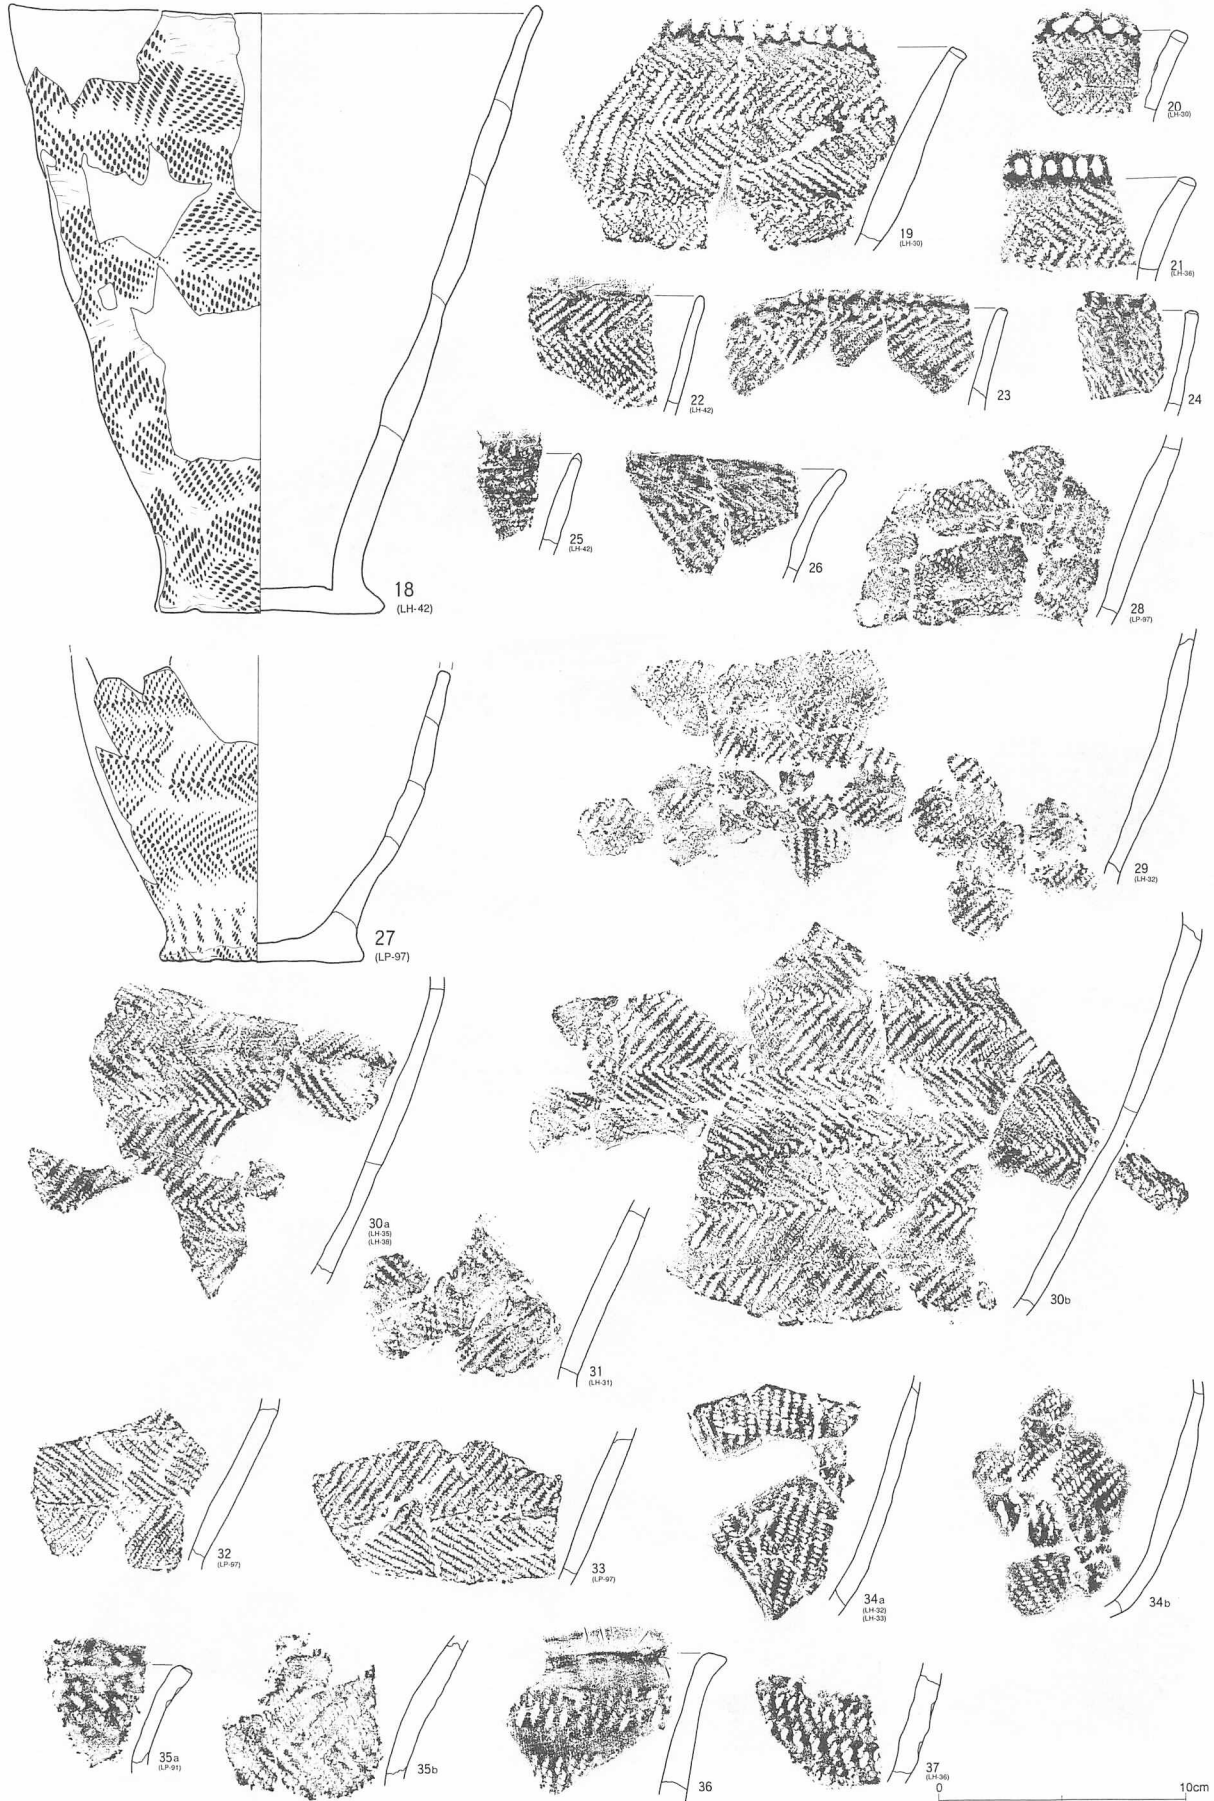 18
(LH-42)
19
(LH-30)
20
(LH-30)
21
(LH-36)
22
(LH-42)
23
24
25
(LH-42)
26
28
(LP-97)
27
(LP-97)
29
(LH-32)
30a
(LH-35)
(LH-38)
30b
31
(LH-31)
32
(LP-97)
33
(LP-97)
34a
(LH-32)
(LH-33)
34b
35a
(LP-91)
35b
36
37
(LH-36)
0 10cm